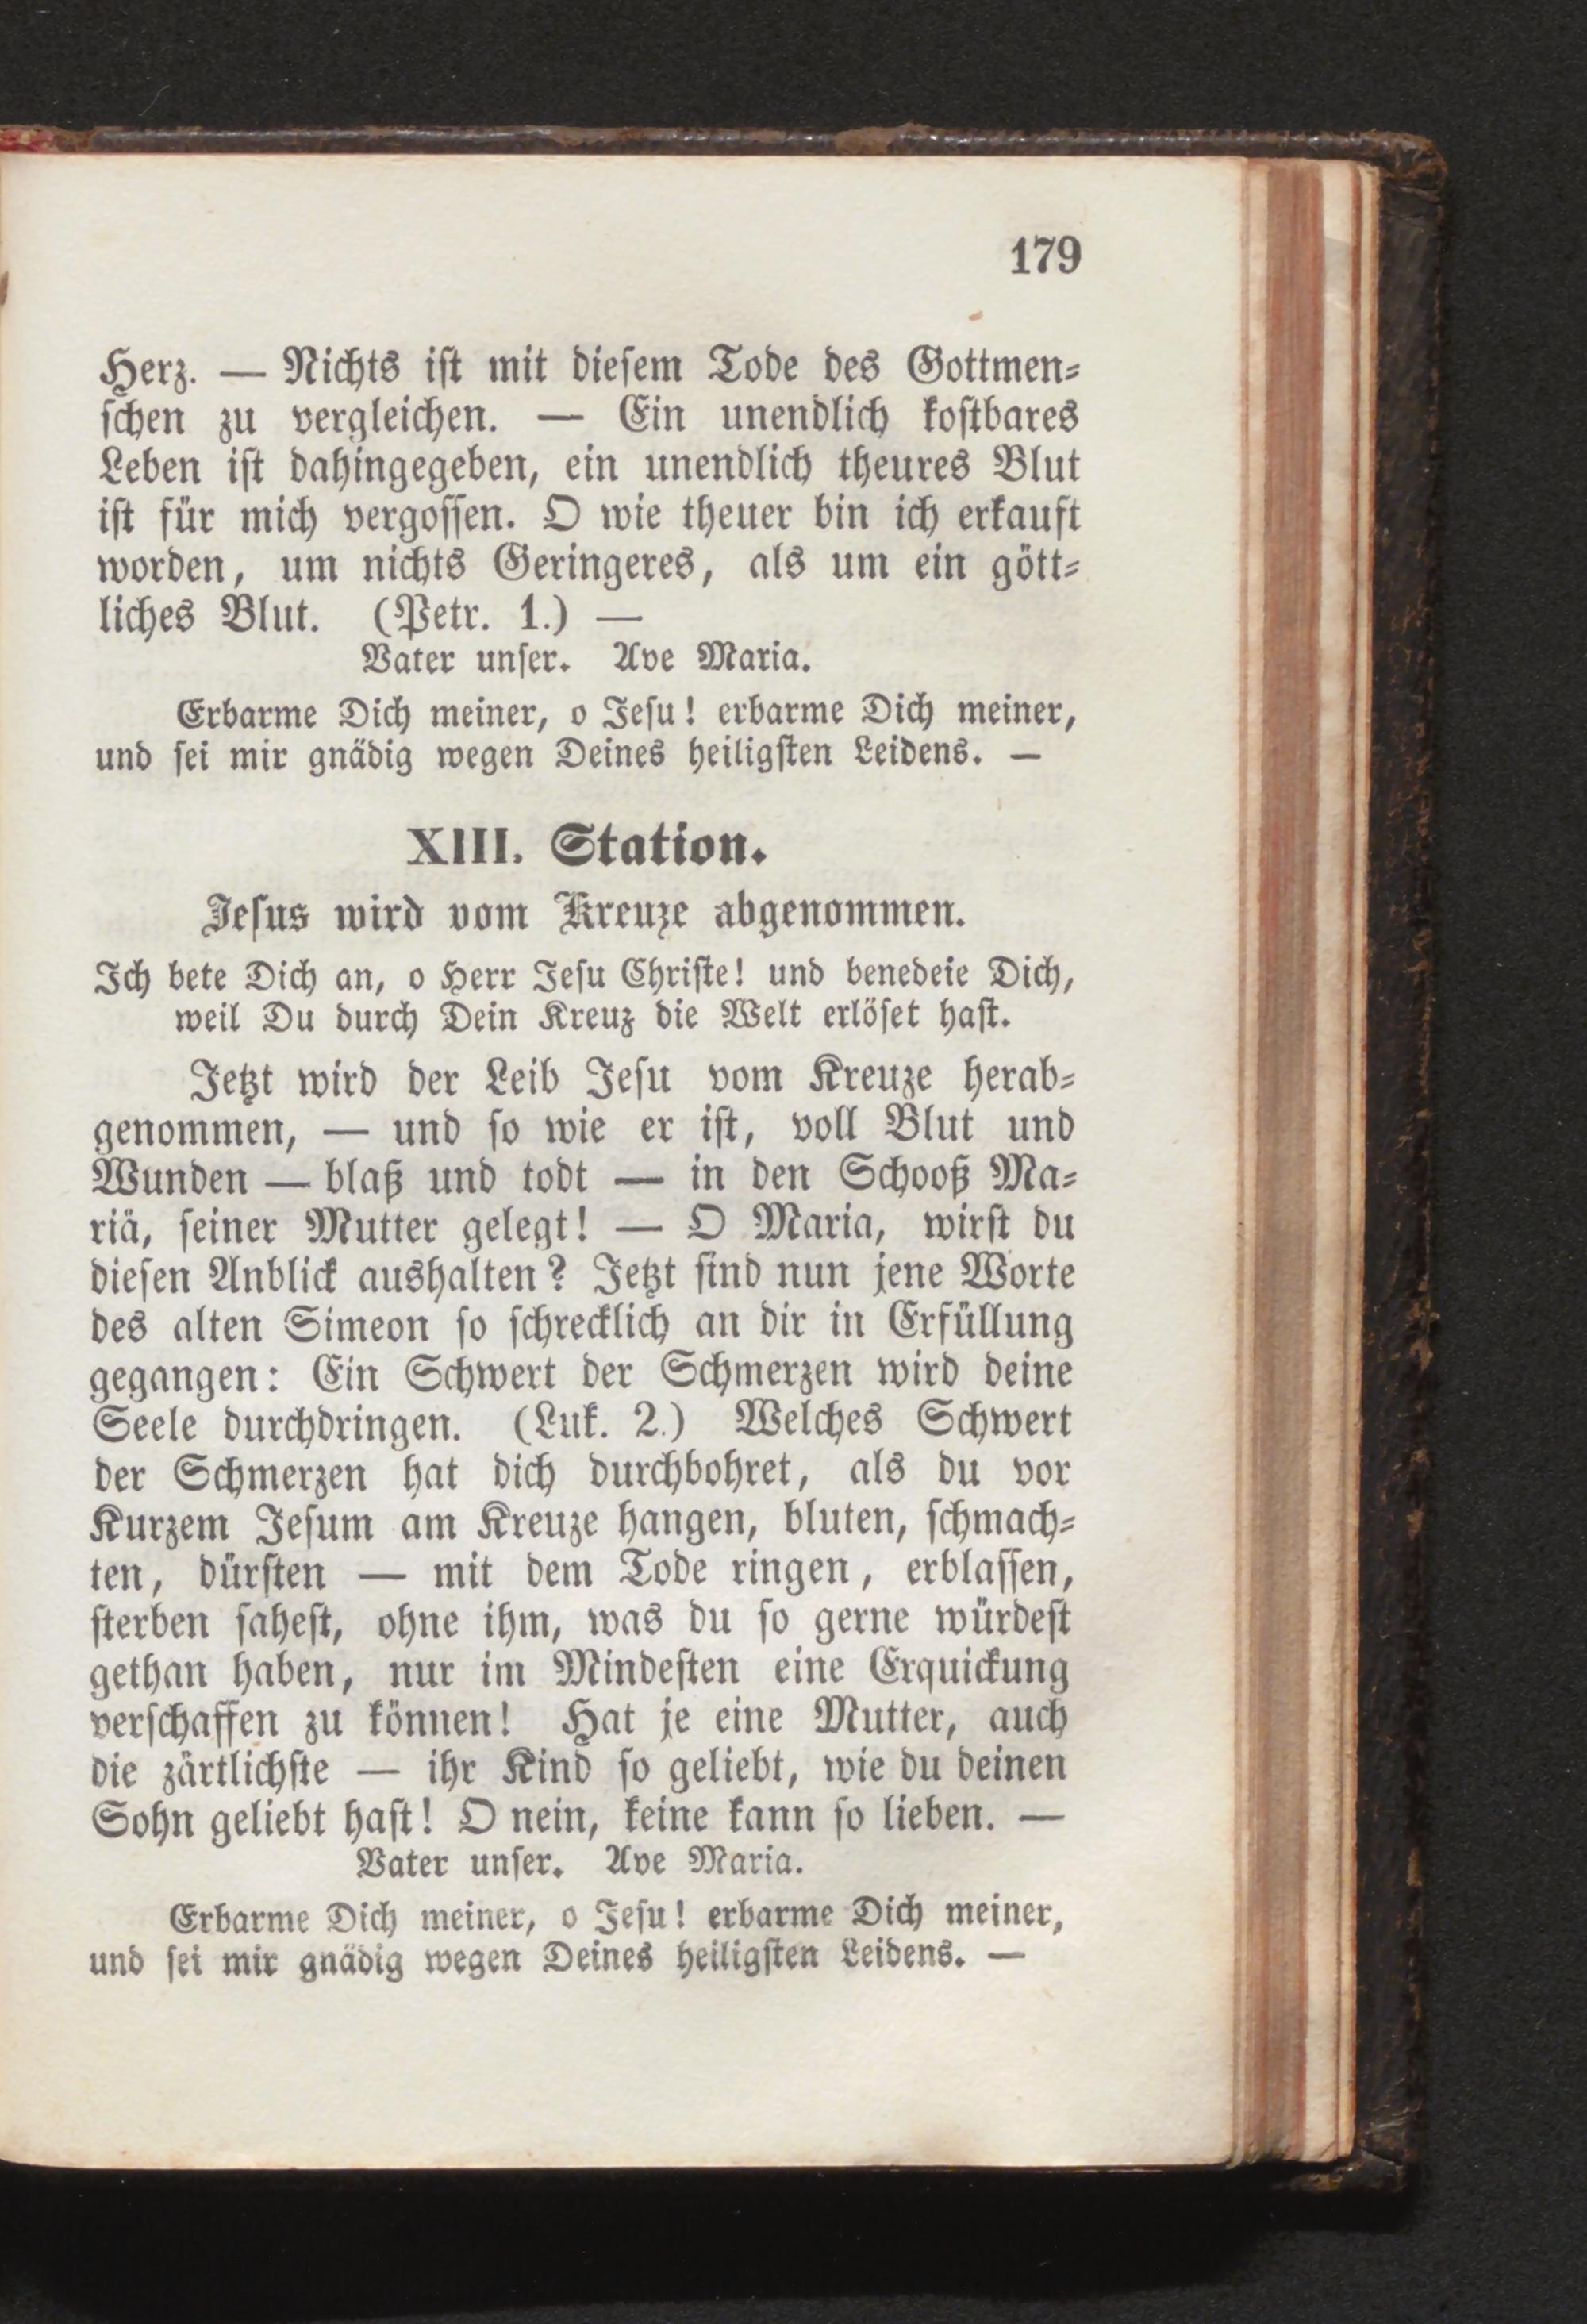 179
Herz. — Nichts iſt mit dieſem Tode des Gottmen⸗
ſchen zu vergleichen. — Ein unendlich koſtbares
Leben iſt dahingegeben, ein unendlich theures Blut
iſt für mich vergoſſen. O wie theuer bin ich erkauft
worden, um nichts Geringeres, als um ein gött⸗
liches Blut. (Petr. 1.) —
Vater unſer. Ave Maria.
Erbarme Dich meiner, o Jeſu! erbarme Dich meiner,
und ſei mir gnädig wegen Deines heiligſten Leidens. —
XIII. Station.
Jeſus wird vom Kreuze abgenommen.
Ich bete Dich an, o Herr Jeſu Chriſte! und benedeie Dich,
weil Du durch Dein Kreuz die Welt erlöſet haſt.
Jetzt wird der Leib Jeſu vom Kreuze herab⸗
genommen, — und ſo wie er iſt, voll Blut und
Wunden — blaß und todt — in den Schooß Ma⸗
riä, ſeiner Mutter gelegt! — O Maria, wirſt du
dieſen Anblick aushalten? Jetzt ſind nun jene Worte
des alten Simeon ſo ſchrecklich an dir in Erfüllung
gegangen: Ein Schwert der Schmerzen wird deine
Seele durchdringen. (Luk. 2.) Welches Schwert
der Schmerzen hat dich durchbohret, als du vor
Kurzem Jeſum am Kreuze hangen, bluten, ſchmach⸗
ten, dürſten — mit dem Tode ringen, erblaſſen,
ſterben ſaheſt, ohne ihm, was du ſo gerne würdeſt
gethan haben, nur im Mindeſten eine Erquickung
verſchaffen zu können! Hat je eine Mutter, auch
die zärtlichſte — ihr Kind ſo geliebt, wie du deinen
Sohn geliebt haſt! O nein, keine kann ſo lieben. —
Vater unſer. Ave Maria.
Erbarme Dich meiner, o Jeſu! erbarme Dich meiner,
und ſei mir gnädig wegen Deines heiligſten Leidens. —